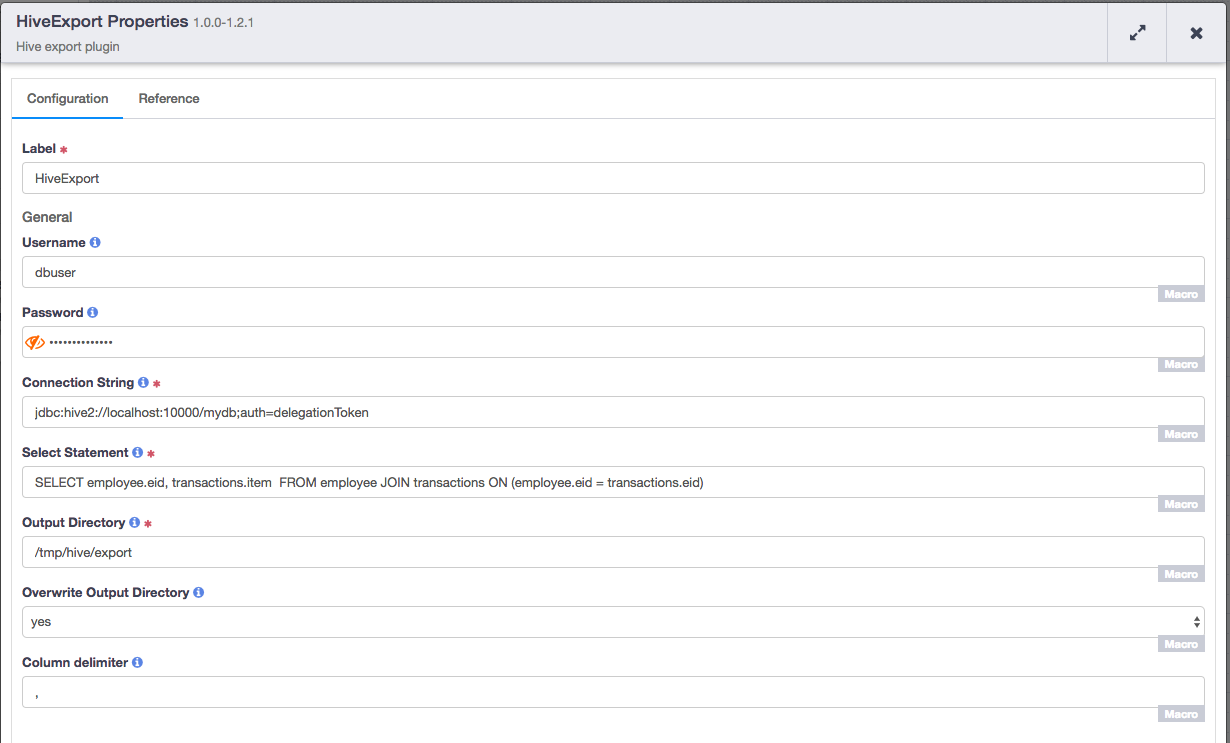 HiveExport Properties 1.0.0-1.2.1
Hive export plugin
Configuration Reference
Label *
HiveExport
General
Username
dbuser
Macro
Password
••••••••••••••
Macro
Connection String *
jdbc:hive2://localhost:10000/mydb;auth=delegationToken
Macro
Select Statement *
SELECT employee.eid, transactions.item  FROM employee JOIN transactions ON (employee.eid = transactions.eid)
Macro
Output Directory *
/tmp/hive/export
Macro
Overwrite Output Directory
yes
Macro
Column delimiter
,
Macro